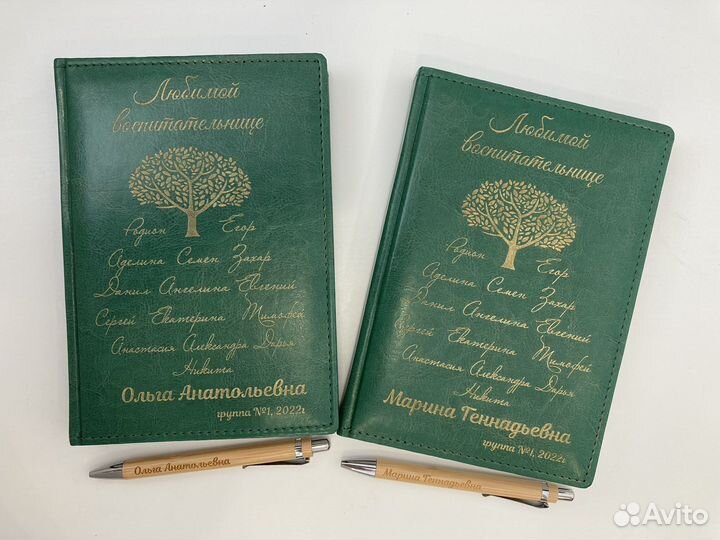 Любимой
воспитательнице
Родион Егор
Аделина Семен Захар
Данил Ангелина Евгений
Сергей Екатерина Тимофей
Анастасия Александра Дарья
Никита
Ольга Анатольевна
группа №1, 2022г
Ольга Анатольевна
Любимой
воспитательнице
Родион Егор
Аделина Семен Захар
Данил Ангелина Евгений
Сергей Екатерина Тимофей
Анастасия Александра Дарья
Никита
Марина Геннадьевна
группа №1, 2022г
Марина Геннадьевна
Avito